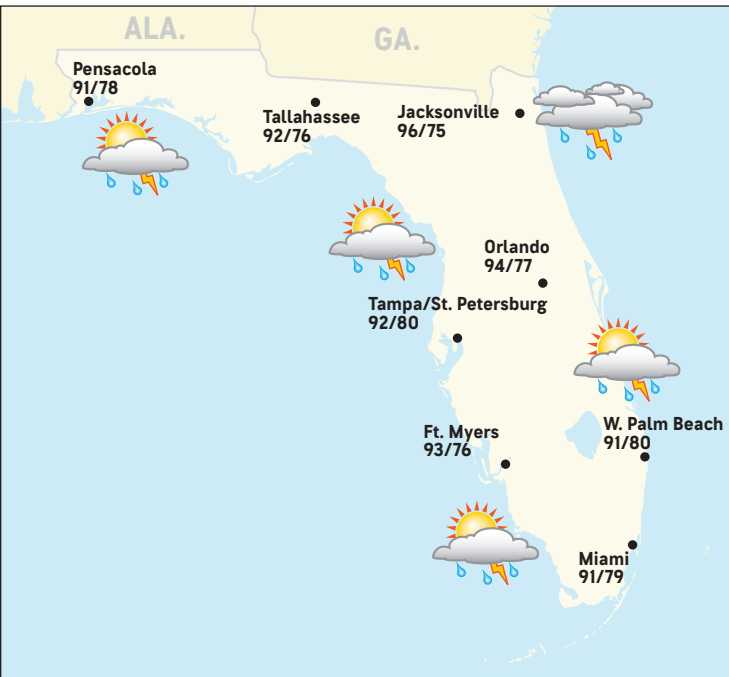 ALA.
GA.
Pensacola
91/78
Tallahassee
92/76
Jacksonville
96/75
Orlando
94/77
Tampa/St. Petersburg
92/80
Ft. Myers
93/76
W. Palm Beach
91/80
Miami
91/79